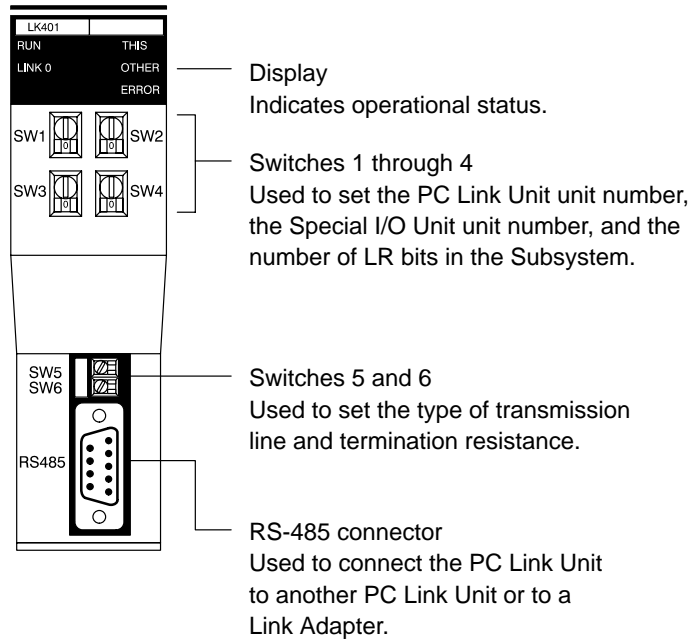 LK401
RUN THIS
LINK 0 OTHER
ERROR
Display
Indicates operational status.
SW1 0 0 SW2
SW3 0 0 SW4
Switches 1 through 4
Used to set the PC Link Unit unit number,
the Special I/O Unit unit number, and the
number of LR bits in the Subsystem.
SW5
SW6
Switches 5 and 6
Used to set the type of transmission
line and termination resistance.
RS485
RS-485 connector
Used to connect the PC Link Unit
to another PC Link Unit or to a
Link Adapter.